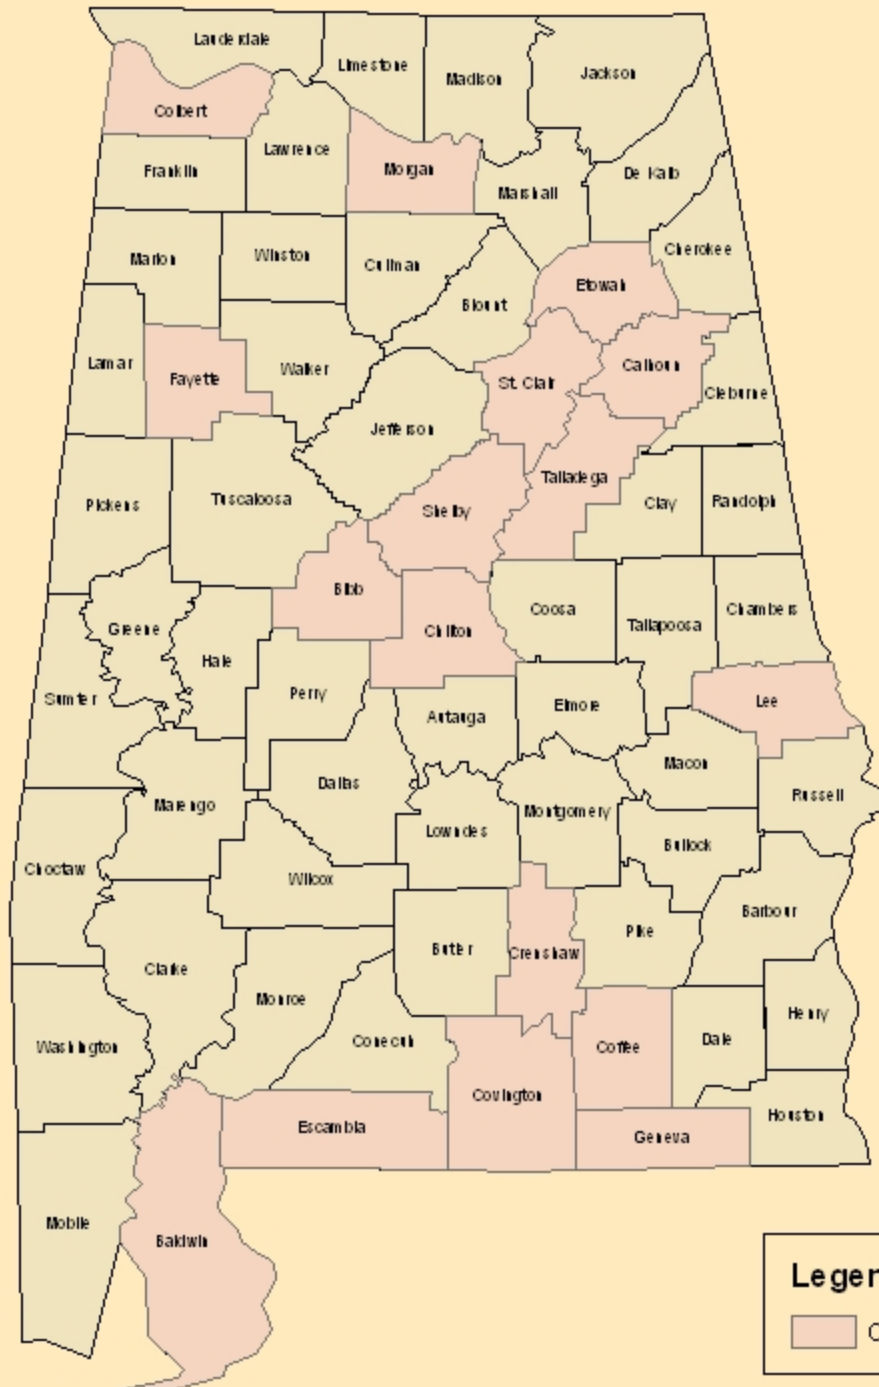 Lauderdale
Limestone
Madison
Jackson
Colbert
Lawrence
Franklin
Morgan
Marshall
De Kalb
Cherokee
Marion
Winston
Cullman
Blount
Etowah
Lamar
Fayette
Walker
St. Clair
Calhoun
Cleburne
Jefferson
Talladega
Pickens
Tuscaloosa
Shelby
Clay
Randolph
Bibb
Greene
Hale
Chilton
Coosa
Tallapoosa
Chambers
Sumter
Perry
Autauga
Elmore
Lee
Macon
Dallas
Russell
Marengo
Lowndes
Montgomery
Bullock
Choctaw
Wilcox
Barbour
Butler
Crenshaw
Pike
Clarke
Monroe
Washington
Conecuh
Coffee
Dale
Henry
Covington
Escambia
Geneva
Houston
Mobile
Baldwin
Legen